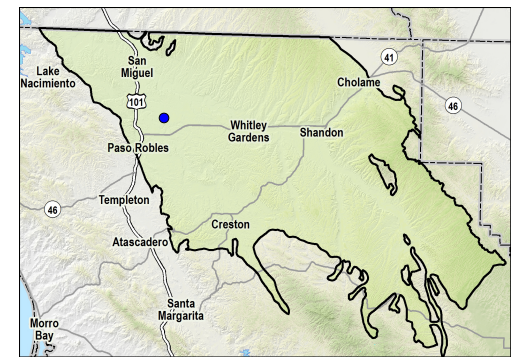 San
Miguel
41
Lake
Nacimiento
Cholame
101
46
Whitley
Gardens
Shandon
Paso Robles
Templeton
46
Creston
Atascadero
Santa
Margarita
Morro
Bay